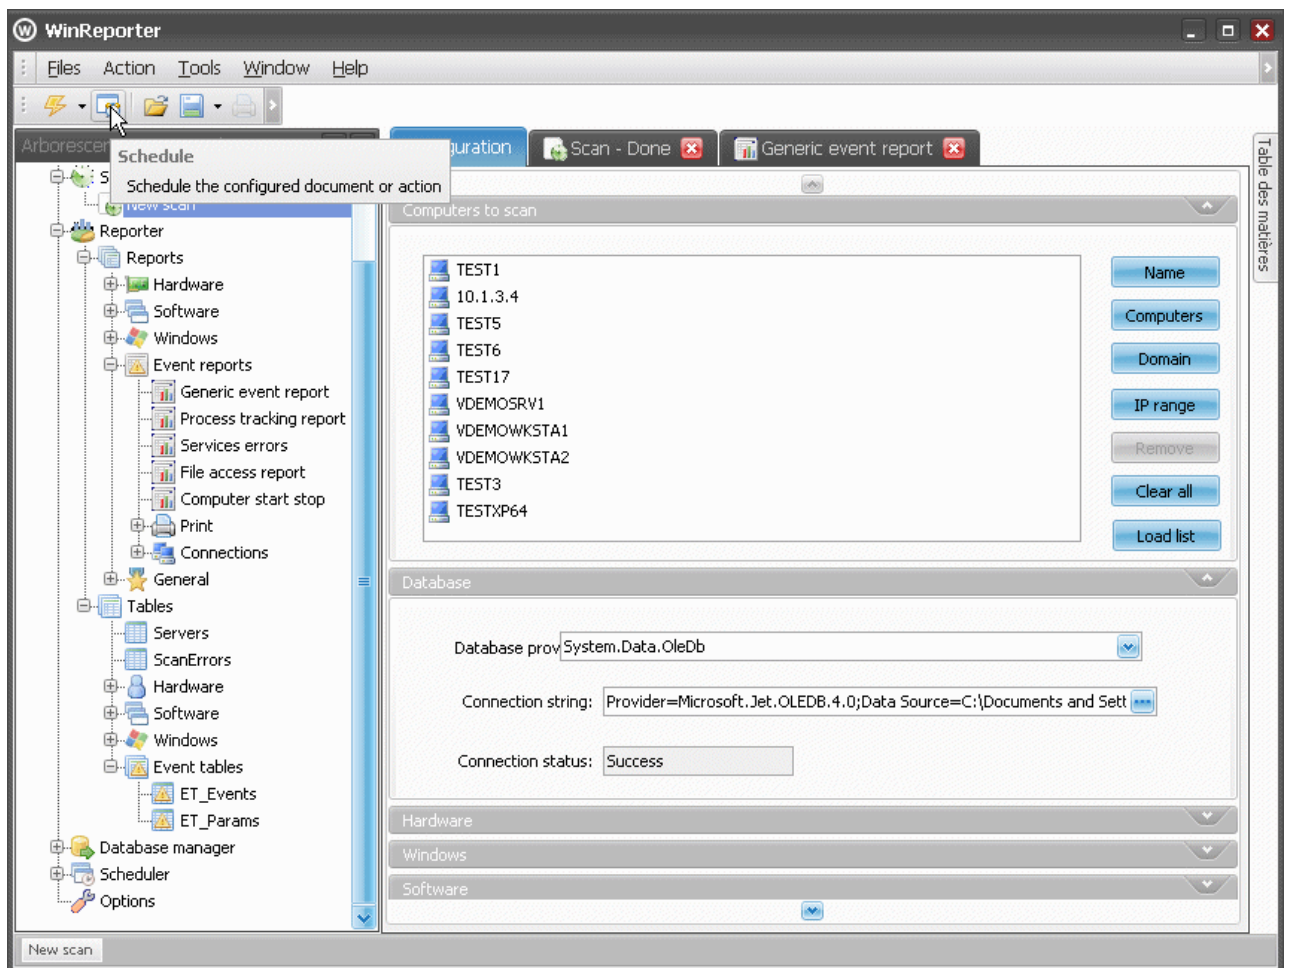 WinReporter
Files Action Tools Window Help
Arborescen
Schedule
Schedule the configured document or action
uration
Scan - Done
Generic event report
Table des matières
S
New scan
Reporter
Reports
Hardware
Software
Windows
Event reports
Generic event report
Process tracking report
Services errors
File access report
Computer start stop
Print
Connections
General
Tables
Servers
ScanErrors
Hardware
Software
Windows
Event tables
ET_Events
ET_Params
Database manager
Scheduler
Options
Computers to scan
TEST1
10.1.3.4
TEST5
TEST6
TEST17
VDEMOSRV1
VDEMOWKSTA1
VDEMOWKSTA2
TEST3
TESTXP64
Name
Computers
Domain
IP range
Remove
Clear all
Load list
Database
Database prov System.Data.OleDb
Connection string: Provider=Microsoft.Jet.OLEDB.4.0;Data Source=C:\Documents and Sett
Connection status: Success
Hardware
Windows
Software
New scan